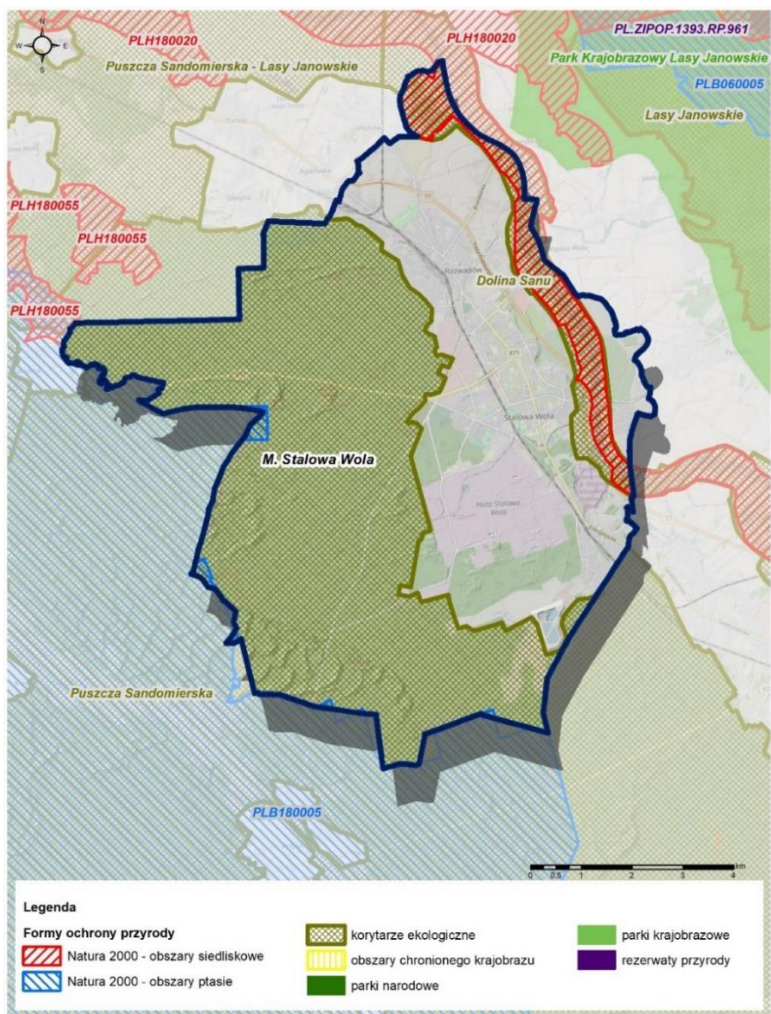 N
W E
S
PLH180020
PLH180020
PL.ZIPOP.1393.RP.961
Puszcza Sandomierska - Lasy Janowskie
Park Krajobrazowy Lasy Janowskie
PLB060005
Lasy Janowskie
77
PLH180055
PLH180055
Rozwadów
Dolina Sanu
PLH180055
871
Stalowa Wola
M. Stalowa Wola
Huta Stalowa Wola
Puszcza Sandomierska
PLB180005
km
0 0,5 1 2 3 4
Legenda
Formy ochrony przyrody
Natura 2000 - obszary siedliskowe
Natura 2000 - obszary ptasie
korytarze ekologiczne
obszary chronionego krajobrazu
parki narodowe
parki krajobrazowe
rezerwaty przyrody